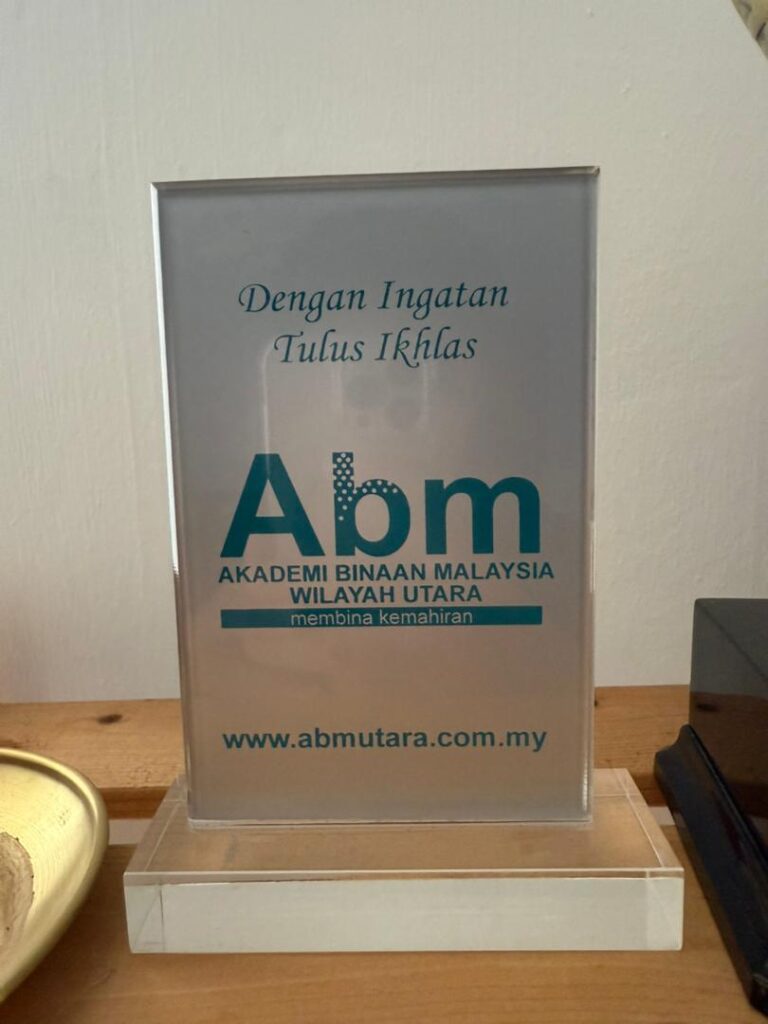 Dengan Ingatan
Tulus Ikhlas
Abm
AKADEMI BINAAN MALAYSIA
WILAYAH UTARA
membina kemahiran
www.abmutara.com.my